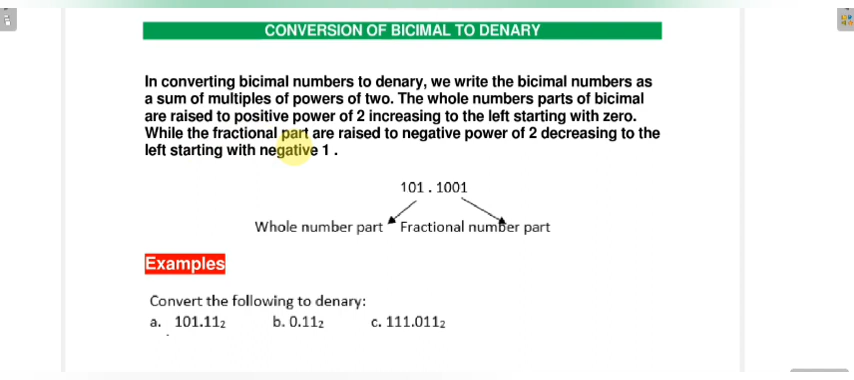 CONVERSION OF BICIMAL TO DENARY
In converting bicimal numbers to denary, we write the bicimal numbers as
a sum of multiples of powers of two. The whole numbers parts of bicimal
are raised to positive power of 2 increasing to the left starting with zero.
While the fractional part are raised to negative power of 2 decreasing to the
left starting with negative 1 .
101 . 1001
Whole number part Fractional number part
Examples
Convert the following to denary:
a. 101.11₂ b. 0.11₂ c. 111.011₂